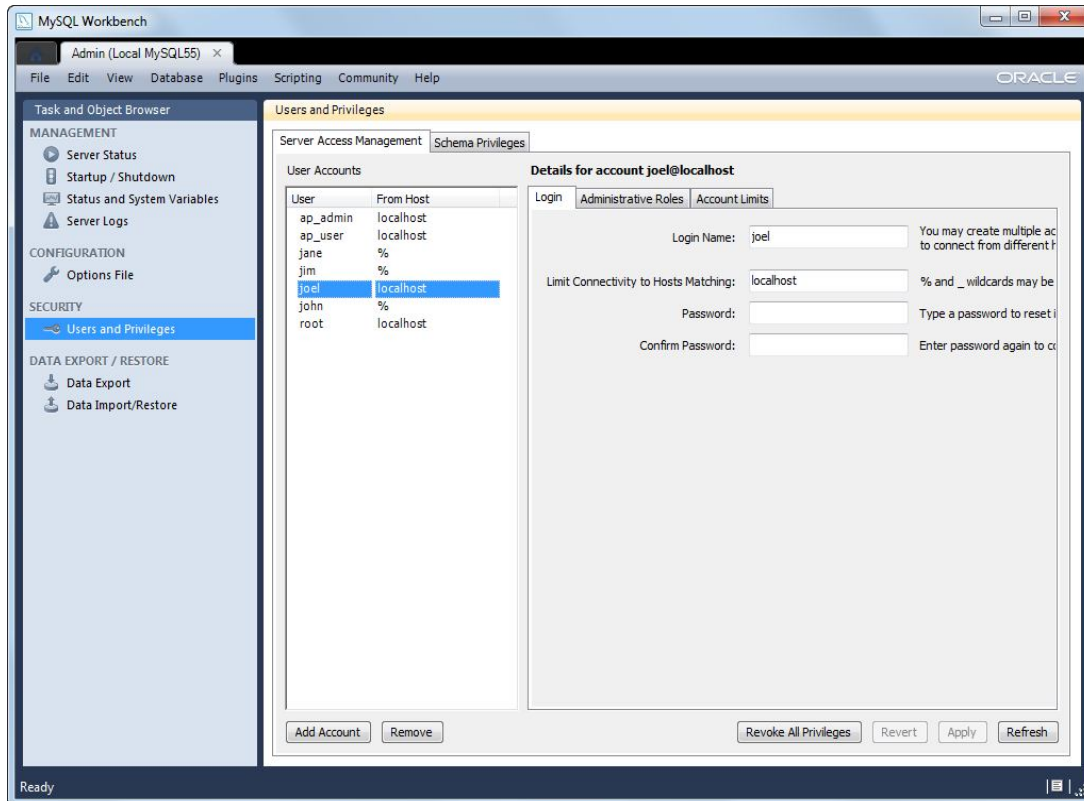 MySQL Workbench
Admin (Local MySQL55)
File Edit View Database Plugins Scripting Community Help
ORACLE
Task and Object Browser
MANAGEMENT
Server Status
Startup / Shutdown
Status and System Variables
Server Logs
CONFIGURATION
Options File
SECURITY
Users and Privileges
DATA EXPORT / RESTORE
Data Export
Data Import/Restore
Users and Privileges
Server Access Management Schema Privileges
User Accounts
User From Host
ap_admin localhost
ap_user localhost
jane %
jim %
joel localhost
john %
root localhost
Add Account Remove
Details for account joel@localhost
Login Administrative Roles Account Limits
Login Name: joel You may create multiple ac
to connect from different h
Limit Connectivity to Hosts Matching: localhost % and _ wildcards may be
Password: Type a password to reset i
Confirm Password: Enter password again to co
Revoke All Privileges Revert Apply Refresh
Ready